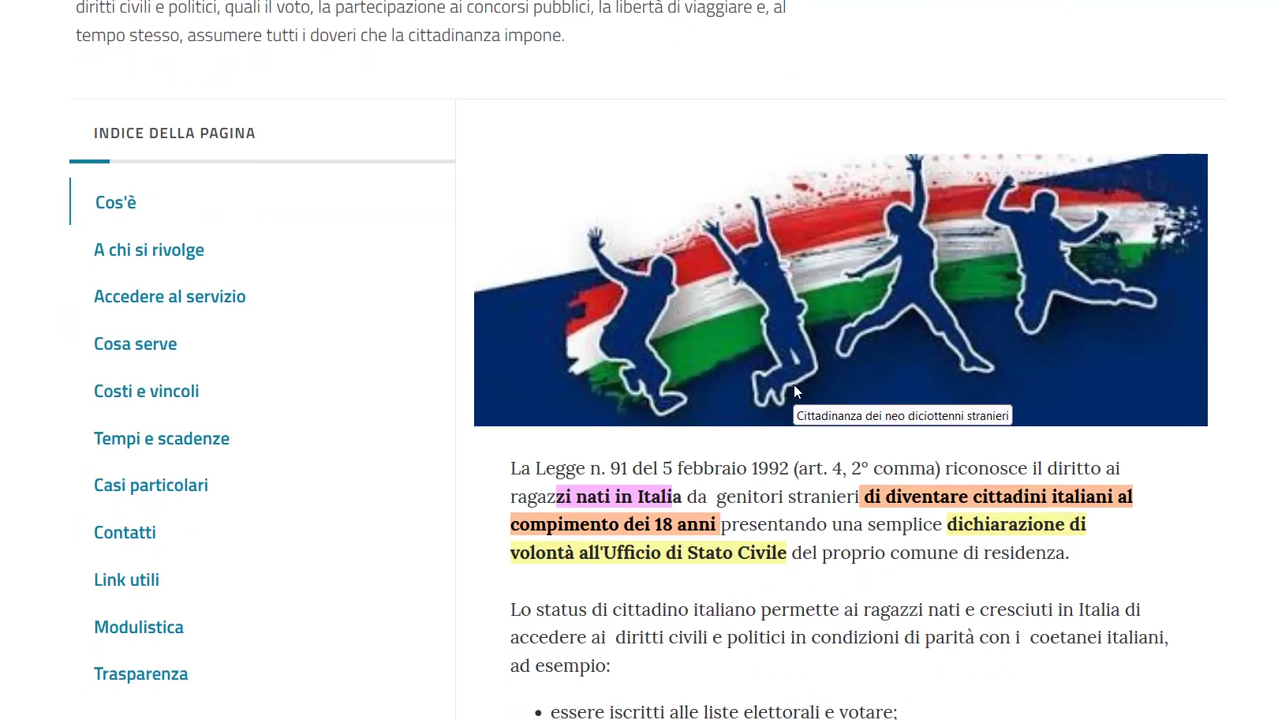 diritti civili e politici, quali il voto, la partecipazione ai concorsi pubblici, la libertà di viaggiare e, al
tempo stesso, assumere tutti i doveri che la cittadinanza impone.
INDICE DELLA PAGINA
Cos'è
A chi si rivolge
Accedere al servizio
Cosa serve
Costi e vincoli
Tempi e scadenze
Casi particolari
Contatti
Link utili
Modulistica
Trasparenza
Cittadinanza dei neo diciottenni stranieri
La Legge n. 91 del 5 febbraio 1992 (art. 4, 2° comma) riconosce il diritto ai
ragazzi nati in Italia da genitori stranieri di diventare cittadini italiani al
compimento dei 18 anni presentando una semplice dichiarazione di
volontà all'Ufficio di Stato Civile del proprio comune di residenza.
Lo status di cittadino italiano permette ai ragazzi nati e cresciuti in Italia di
accedere ai diritti civili e politici in condizioni di parità con i coetanei italiani,
ad esempio:
• essere iscritti alle liste elettorali e votare;